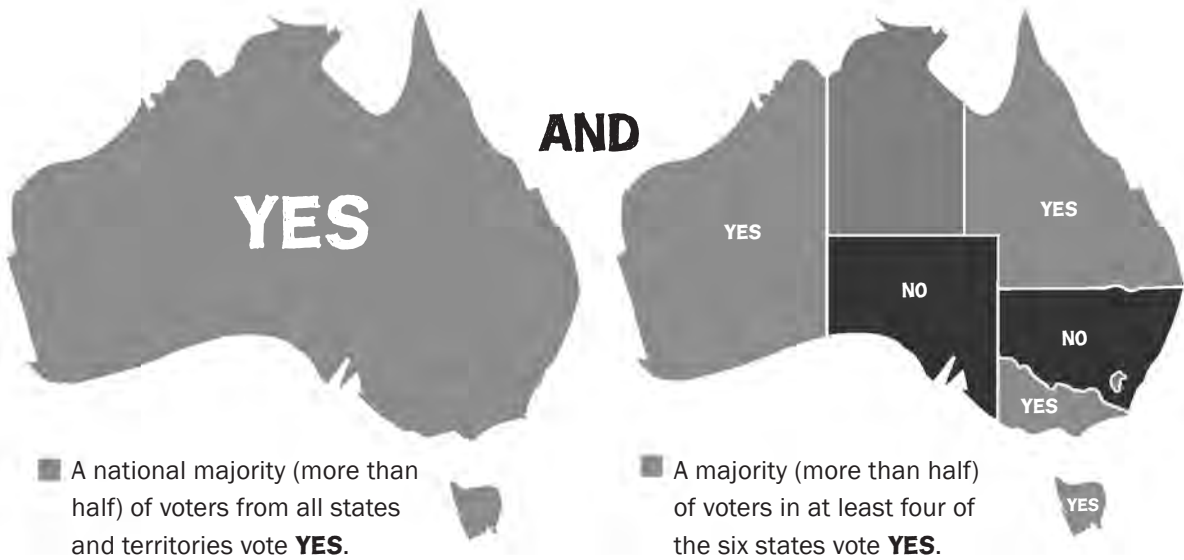 YES
AND
YES
YES
NO
NO
YES
YES
A national majority (more than
half) of voters from all states
and territories vote YES.
A majority (more than half)
of voters in at least four of
the six states vote YES.